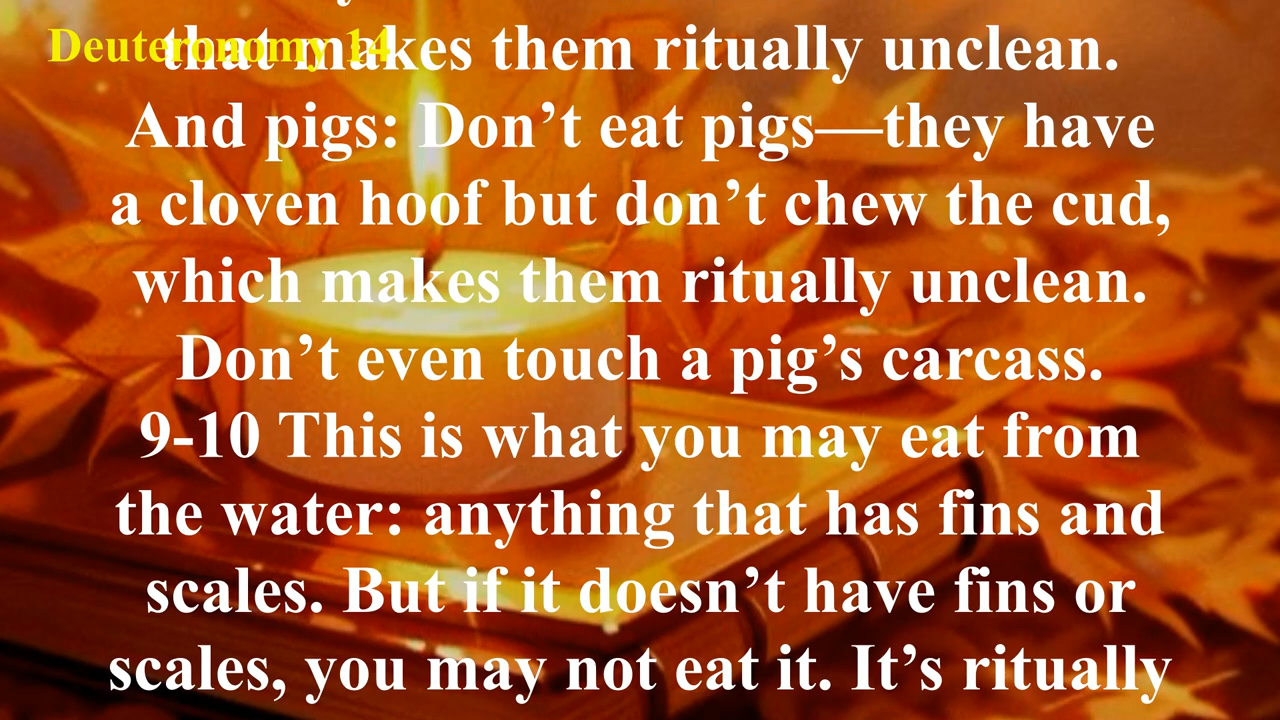 Deuteronomy 14
that makes them ritually unclean.
And pigs: Don’t eat pigs—they have
a cloven hoof but don’t chew the cud,
which makes them ritually unclean.
Don’t even touch a pig’s carcass.
9-10 This is what you may eat from
the water: anything that has fins and
scales. But if it doesn’t have fins or
scales, you may not eat it. It’s ritually